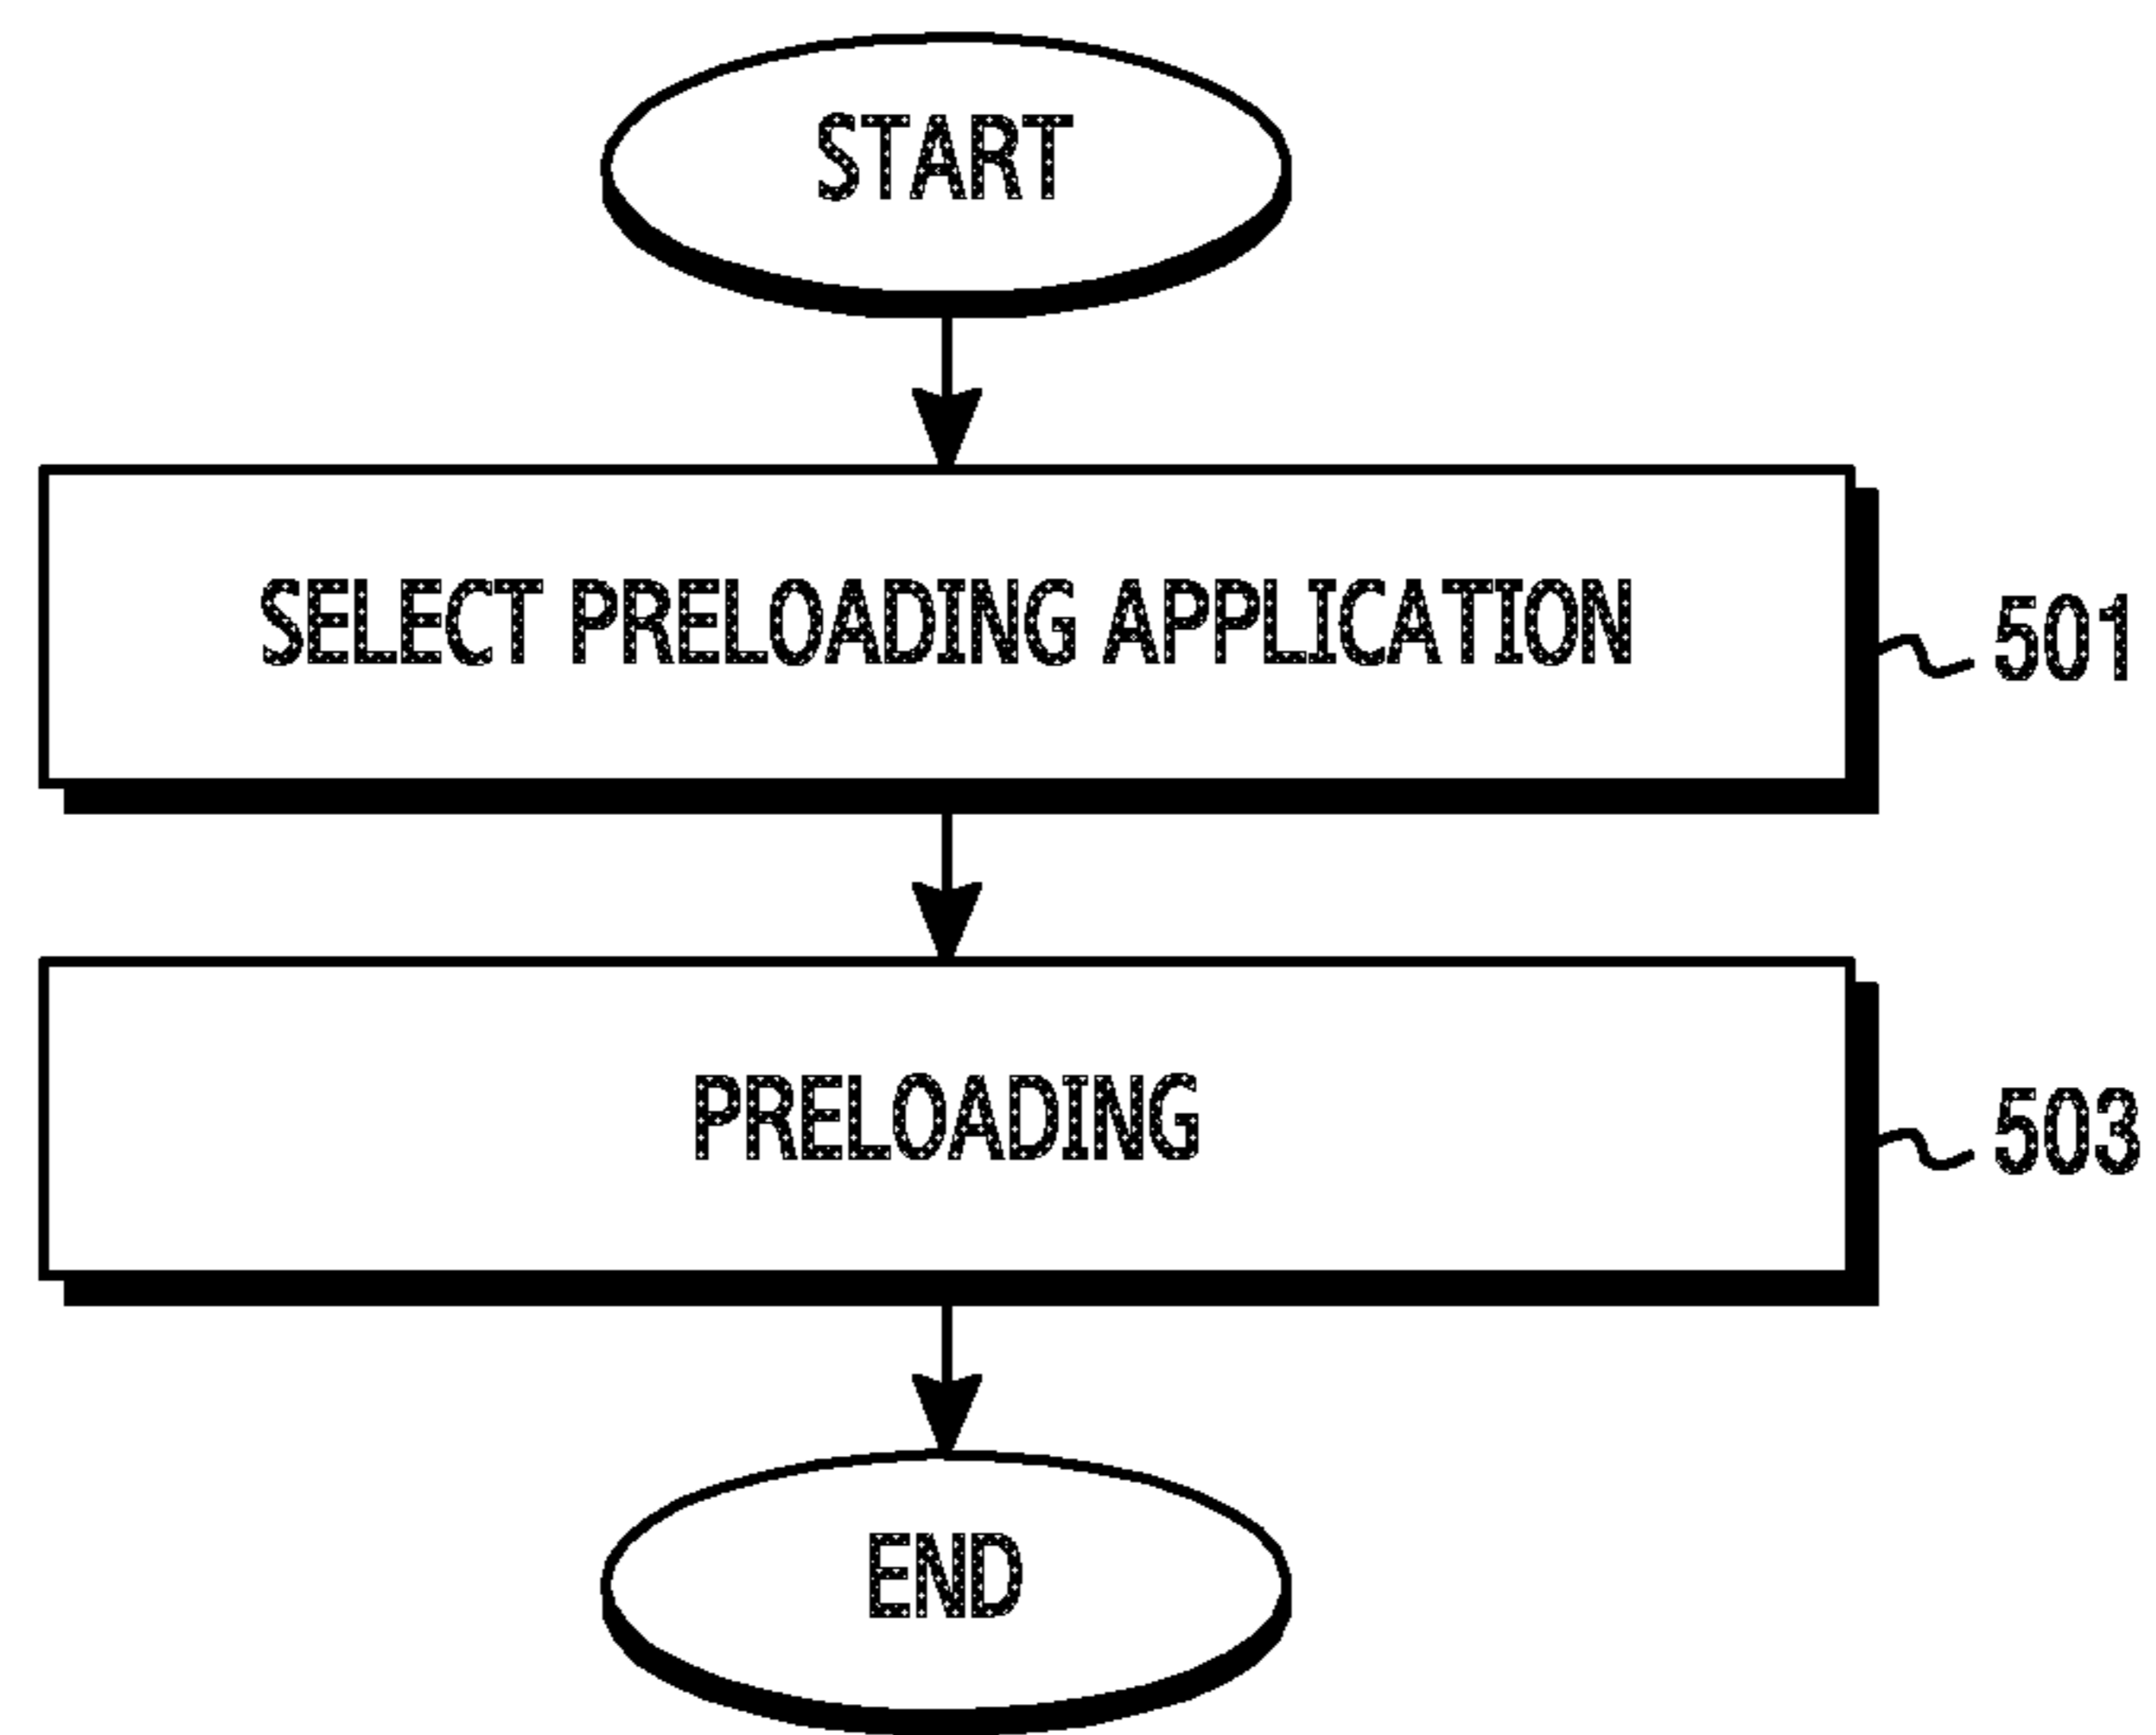 START
SELECT PRELOADING APPLICATION
501
PRELOADING
503
END